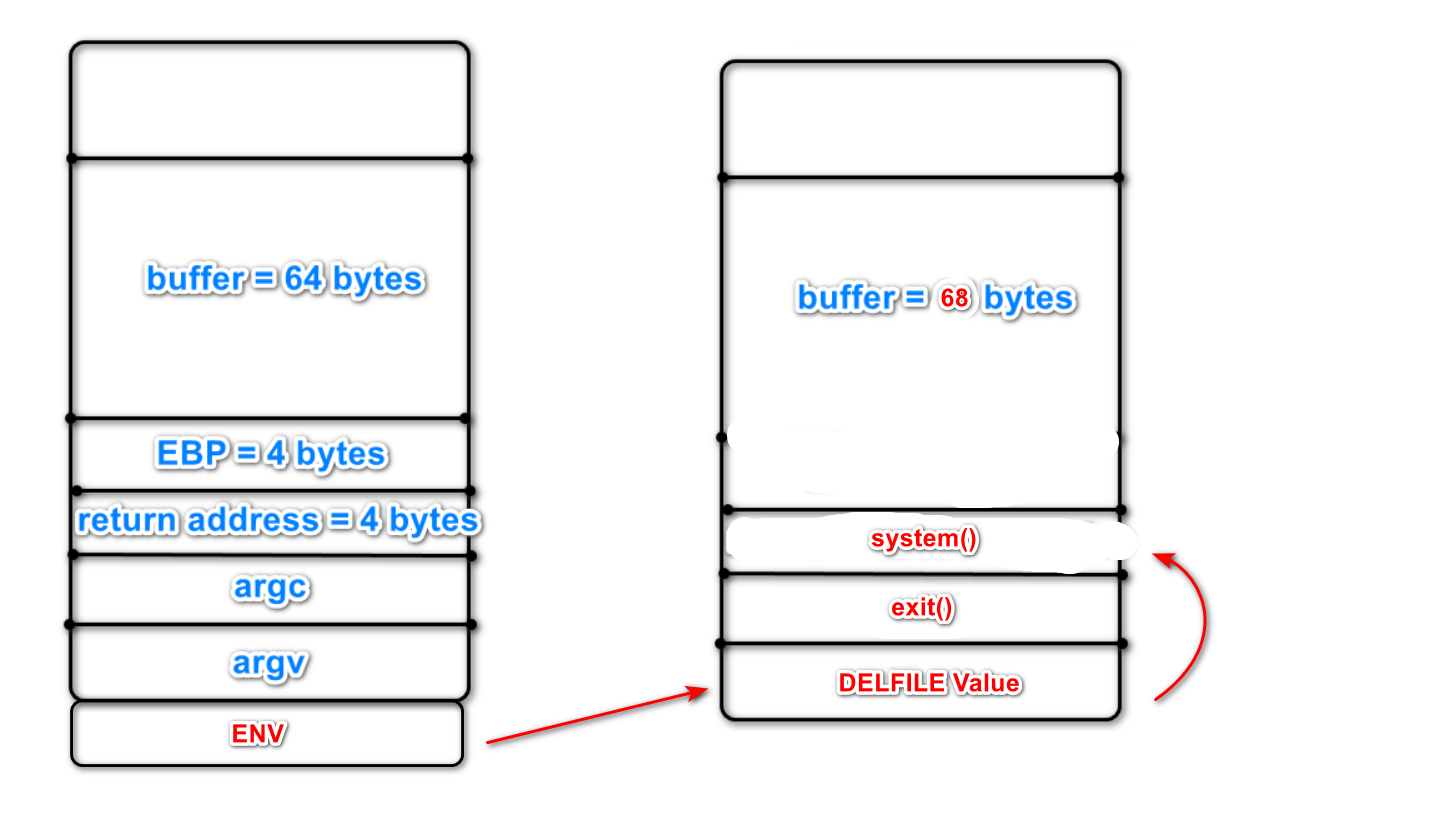 buffer = 64 bytes
EBP = 4 bytes
return address = 4 bytes
argc
argv
ENV
buffer = 68 bytes
system()
exit()
DELFILE Value